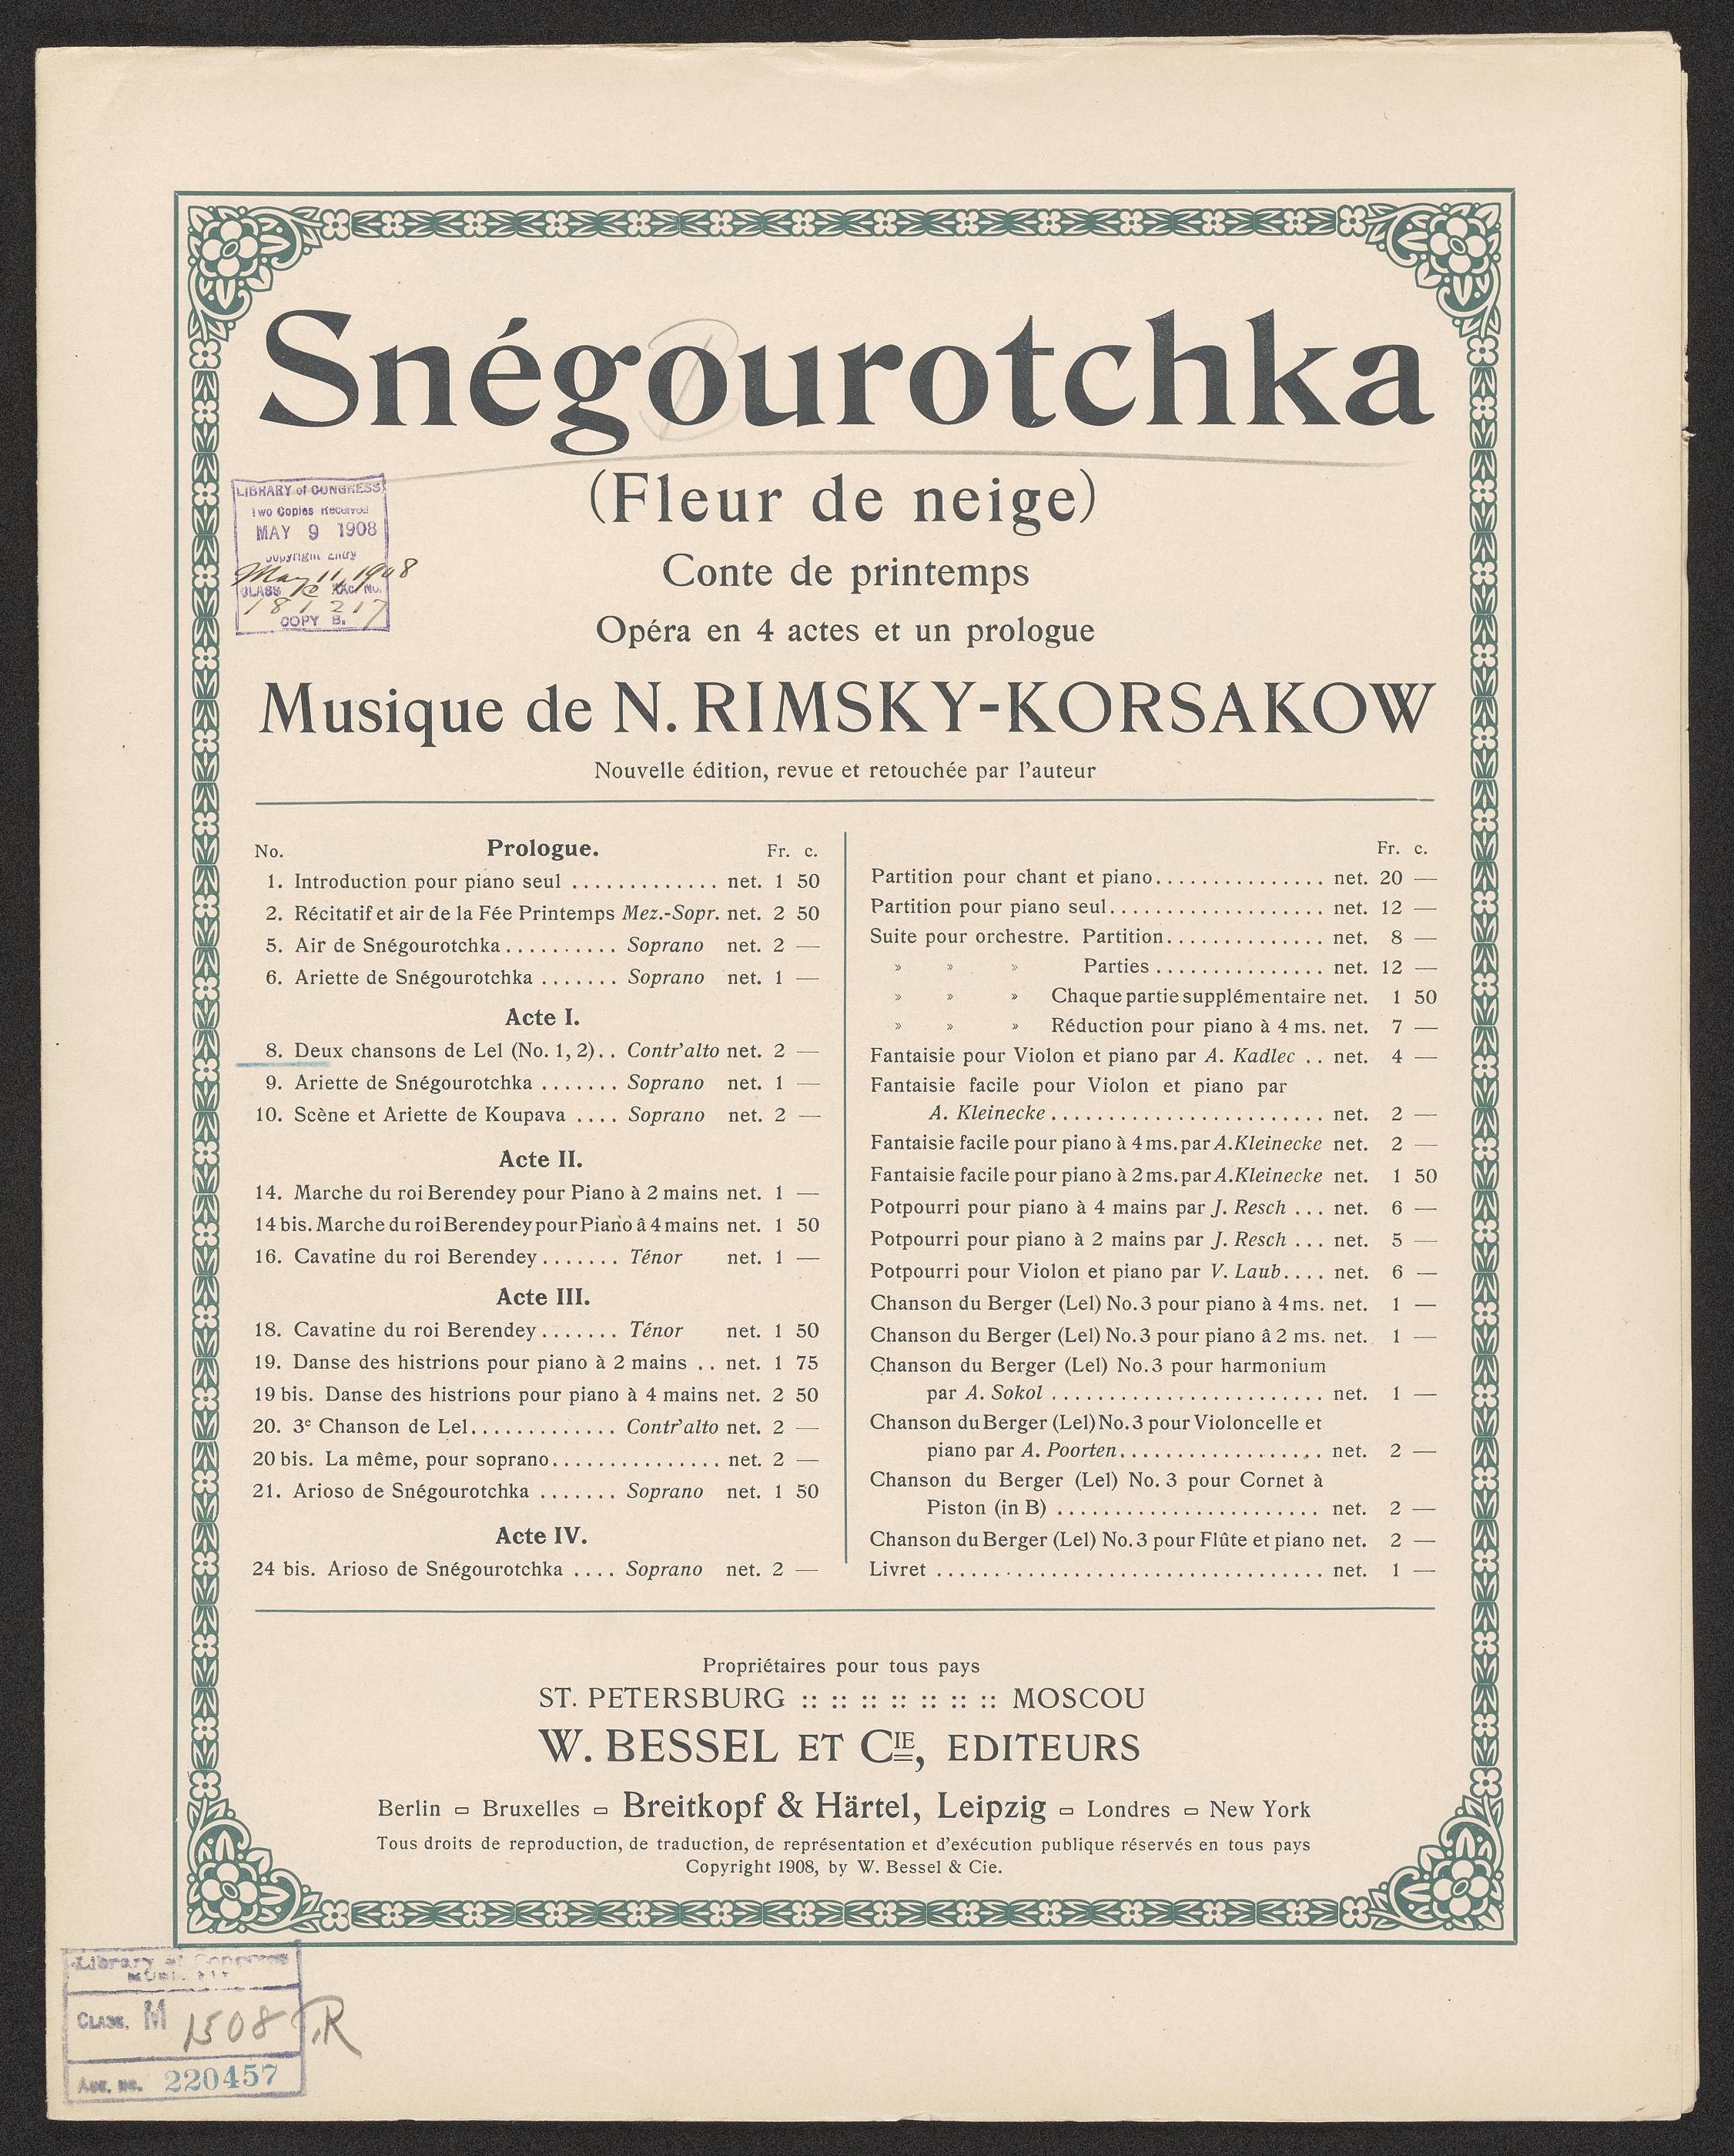 Snégourotchka
(Fleur de neige)
Conte de printemps
Opéra en 4 actes et un prologue
Musique de N. RIMSKY-KORSAKOW
Nouvelle édition, revue et retouchée par l'auteur
LIBRARY of CONGRESS
Two Copies Received
MAY 9 1908
Copyright Entry
May 11, 1908
CLASS C XXc. No.
181217
COPY B.
No. Prologue. Fr. c.
1. Introduction pour piano seul ............. net. 1 50
2. Récitatif et air de la Fée Printemps Mez.-Sopr. net. 2 50
5. Air de Snégourotchka.......... Soprano net. 2 —
6. Ariette de Snégourotchka ....... Soprano net. 1 —
Acte I.
8. Deux chansons de Lel (No. 1, 2).. Contr'alto net. 2 —
9. Ariette de Snégourotchka ....... Soprano net. 1 —
10. Scène et Ariette de Koupava .... Soprano net. 2 —
Acte II.
14. Marche du roi Berendey pour Piano à 2 mains net. 1 —
14 bis. Marche du roi Berendey pour Piano â 4 mains net. 1 50
16. Cavatine du roi Berendey....... Ténor net. 1 —
Acte III.
18. Cavatine du roi Berendey....... Ténor net. 1 50
19. Danse des histrions pour piano à 2 mains .. net. 1 75
19 bis. Danse des histrions pour piano à 4 mains net. 2 50
20. 3e Chanson de Lel............. Contr'alto net. 2 —
20 bis. La même, pour soprano............... net. 2 —
21. Arioso de Snégourotchka ....... Soprano net. 1 50
Acte IV.
24 bis. Arioso de Snégourotchka .... Soprano net. 2 —
Fr. c.
Partition pour chant et piano............... net. 20 —
Partition pour piano seul................... net. 12 —
Suite pour orchestre. Partition.............. net. 8 —
» » » Parties ............... net. 12 —
» » » Chaque partie supplémentaire net. 1 50
» » » Réduction pour piano à 4 ms. net. 7 —
Fantaisie pour Violon et piano par A. Kadlec .. net. 4 —
Fantaisie facile pour Violon et piano par
A. Kleinecke........................ net. 2 —
Fantaisie facile pour piano à 4 ms. par A. Kleinecke net. 2 —
Fantaisie facile pour piano à 2 ms. par A. Kleinecke net. 1 50
Potpourri pour piano à 4 mains par J. Resch ... net. 6 —
Potpourri pour piano à 2 mains par J. Resch ... net. 5 —
Potpourri pour Violon et piano par V. Laub.... net. 6 —
Chanson du Berger (Lel) No. 3 pour piano à 4 ms. net. 1 —
Chanson du Berger (Lel) No. 3 pour piano â 2 ms. net. 1 —
Chanson du Berger (Lel) No. 3 pour harmonium
par A. Sokol ........................ net. 1 —
Chanson du Berger (Lel) No. 3 pour Violoncelle et
piano par A. Poorten.................. net. 2 —
Chanson du Berger (Lel) No. 3 pour Cornet à
Piston (in B) ....................... net. 2 —
Chanson du Berger (Lel) No. 3 pour Flûte et piano net. 2 —
Livret .................................. net. 1 —
Propriétaires pour tous pays
ST. PETERSBURG :: :: :: :: :: :: :: MOSCOU
W. BESSEL ET CIE, EDITEURS
Berlin ▭ Bruxelles ▭ Breitkopf & Härtel, Leipzig ▭ Londres ▭ New York
Tous droits de reproduction, de traduction, de représentation et d'exécution publique réservés en tous pays
Copyright 1908, by W. Bessel & Cie.
Library of Congress
CLASS. M 1508 .R
Acc. no. 220457